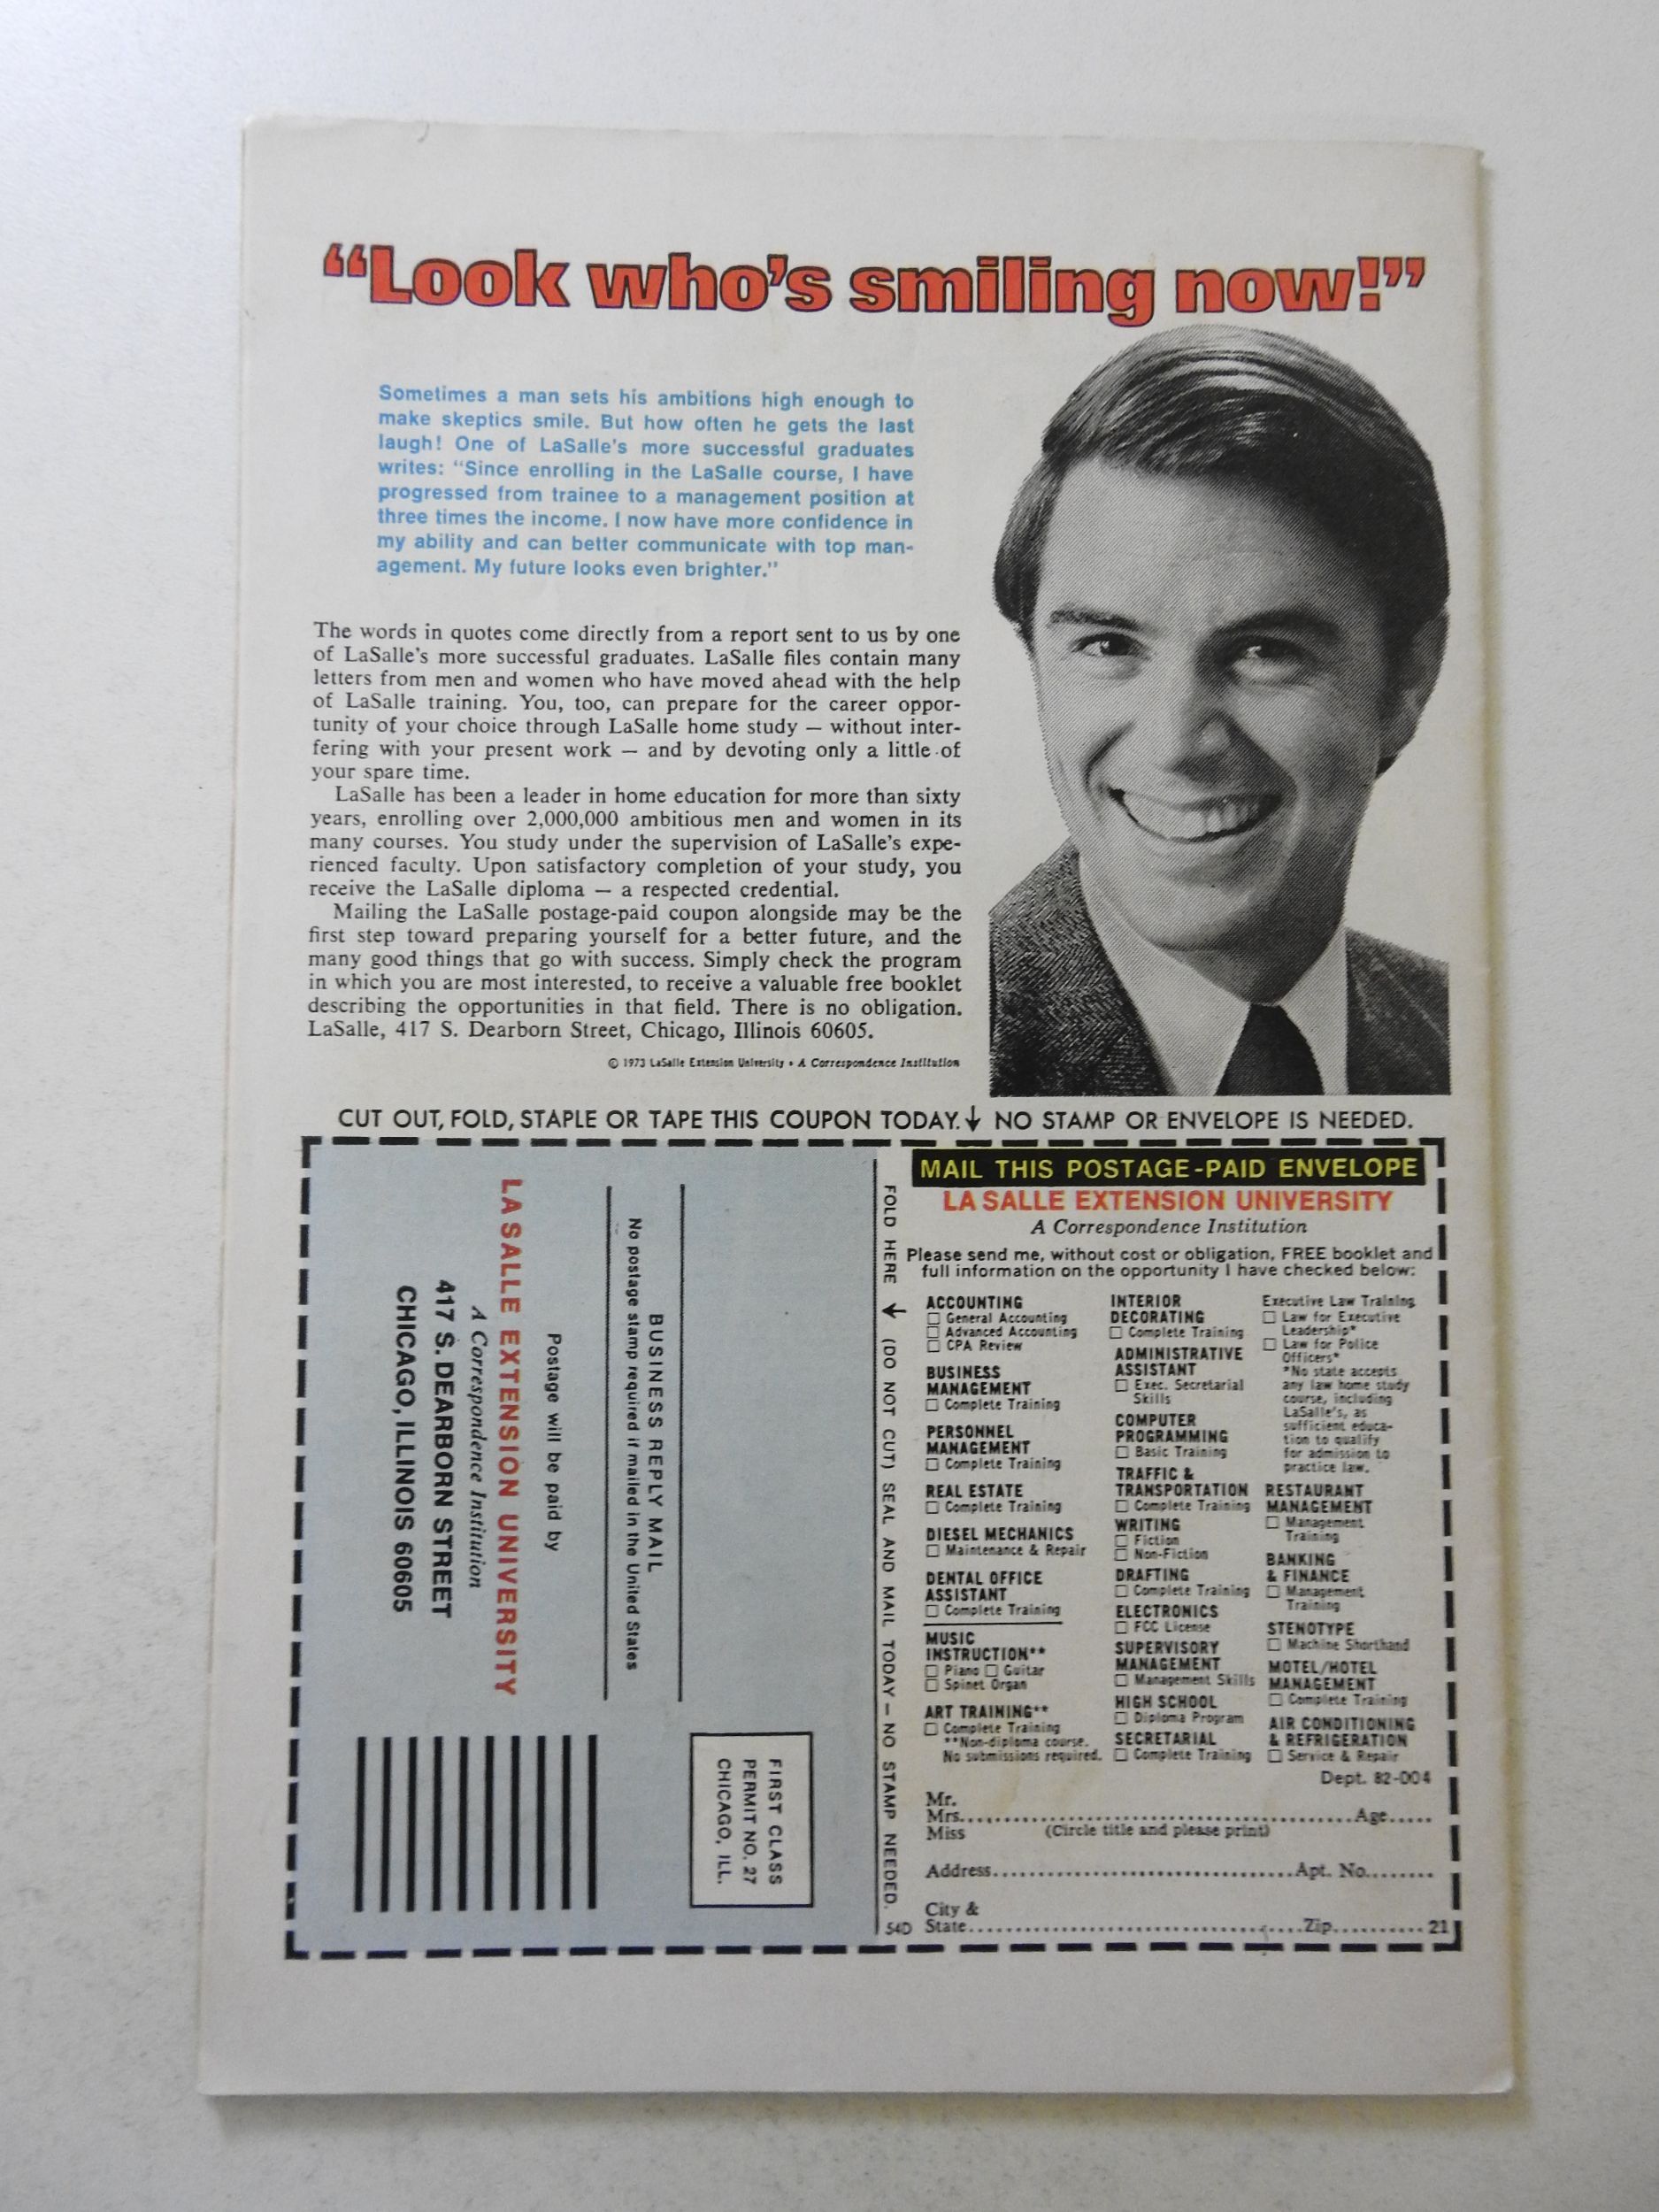 “Look who’s smiling now!”
Sometimes a man sets his ambitions high enough to
make skeptics smile. But how often he gets the last
laugh! One of LaSalle's more successful graduates
writes: “Since enrolling in the LaSalle course, I have
progressed from trainee to a management position at
three times the income. I now have more confidence in
my ability and can better communicate with top man-
agement. My future looks even brighter.”
The words in quotes come directly from a report sent to us by one
of LaSalle's more successful graduates. LaSalle files contain many
letters from men and women who have moved ahead with the help
of LaSalle training. You, too, can prepare for the career oppor-
tunity of your choice through LaSalle home study — without inter-
fering with your present work — and by devoting only a little of
your spare time.
LaSalle has been a leader in home education for more than sixty
years, enrolling over 2,000,000 ambitious men and women in its
many courses. You study under the supervision of LaSalle's expe-
rienced faculty. Upon satisfactory completion of your study, you
receive the LaSalle diploma — a respected credential.
Mailing the LaSalle postage-paid coupon alongside may be the
first step toward preparing yourself for a better future, and the
many good things that go with success. Simply check the program
in which you are most interested, to receive a valuable free booklet
describing the opportunities in that field. There is no obligation.
LaSalle, 417 S. Dearborn Street, Chicago, Illinois 60605.
© 1973 LaSalle Extension University • A Correspondence Institution
CUT OUT, FOLD, STAPLE OR TAPE THIS COUPON TODAY. ↓ NO STAMP OR ENVELOPE IS NEEDED.
FIRST CLASS
PERMIT NO. 27
CHICAGO, ILL.
BUSINESS REPLY MAIL
No postage stamp required if mailed in the United States
Postage will be paid by
LA SALLE EXTENSION UNIVERSITY
A Correspondence Institution
417 S. DEARBORN STREET
CHICAGO, ILLINOIS 60605
FOLD HERE (DO NOT CUT) SEAL AND MAIL TODAY — NO STAMP NEEDED.
54D
MAIL THIS POSTAGE-PAID ENVELOPE
LA SALLE EXTENSION UNIVERSITY
A Correspondence Institution
Please send me, without cost or obligation, FREE booklet and
full information on the opportunity I have checked below:
ACCOUNTING
☐ General Accounting
☐ Advanced Accounting
☐ CPA Review
BUSINESS
MANAGEMENT
☐ Complete Training
PERSONNEL
MANAGEMENT
☐ Complete Training
REAL ESTATE
☐ Complete Training
DIESEL MECHANICS
☐ Maintenance & Repair
DENTAL OFFICE
ASSISTANT
☐ Complete Training
MUSIC
INSTRUCTION**
☐ Piano ☐ Guitar
☐ Spinet Organ
ART TRAINING**
☐ Complete Training
**Non-diploma course.
No submissions required.
INTERIOR
DECORATING
☐ Complete Training
ADMINISTRATIVE
ASSISTANT
☐ Exec. Secretarial
Skills
COMPUTER
PROGRAMMING
☐ Basic Training
TRAFFIC &
TRANSPORTATION
☐ Complete Training
WRITING
☐ Fiction
☐ Non-Fiction
DRAFTING
☐ Complete Training
ELECTRONICS
☐ FCC License
SUPERVISORY
MANAGEMENT
☐ Management Skills
HIGH SCHOOL
☐ Diploma Program
SECRETARIAL
☐ Complete Training
Executive Law Training
☐ Law for Executive
Leadership*
☐ Law for Police
Officers*
*No state accepts
any law home study
course, including
LaSalle's, as
sufficient educa-
tion to qualify
for admission to
practice law.
RESTAURANT
MANAGEMENT
☐ Management
Training
BANKING
& FINANCE
☐ Management
Training
STENOTYPE
☐ Machine Shorthand
MOTEL/HOTEL
MANAGEMENT
☐ Complete Training
AIR CONDITIONING
& REFRIGERATION
☐ Service & Repair
Dept. 82-004
Mr.
Mrs. Age
Miss (Circle title and please print)
Address Apt. No.
City &
State Zip 21